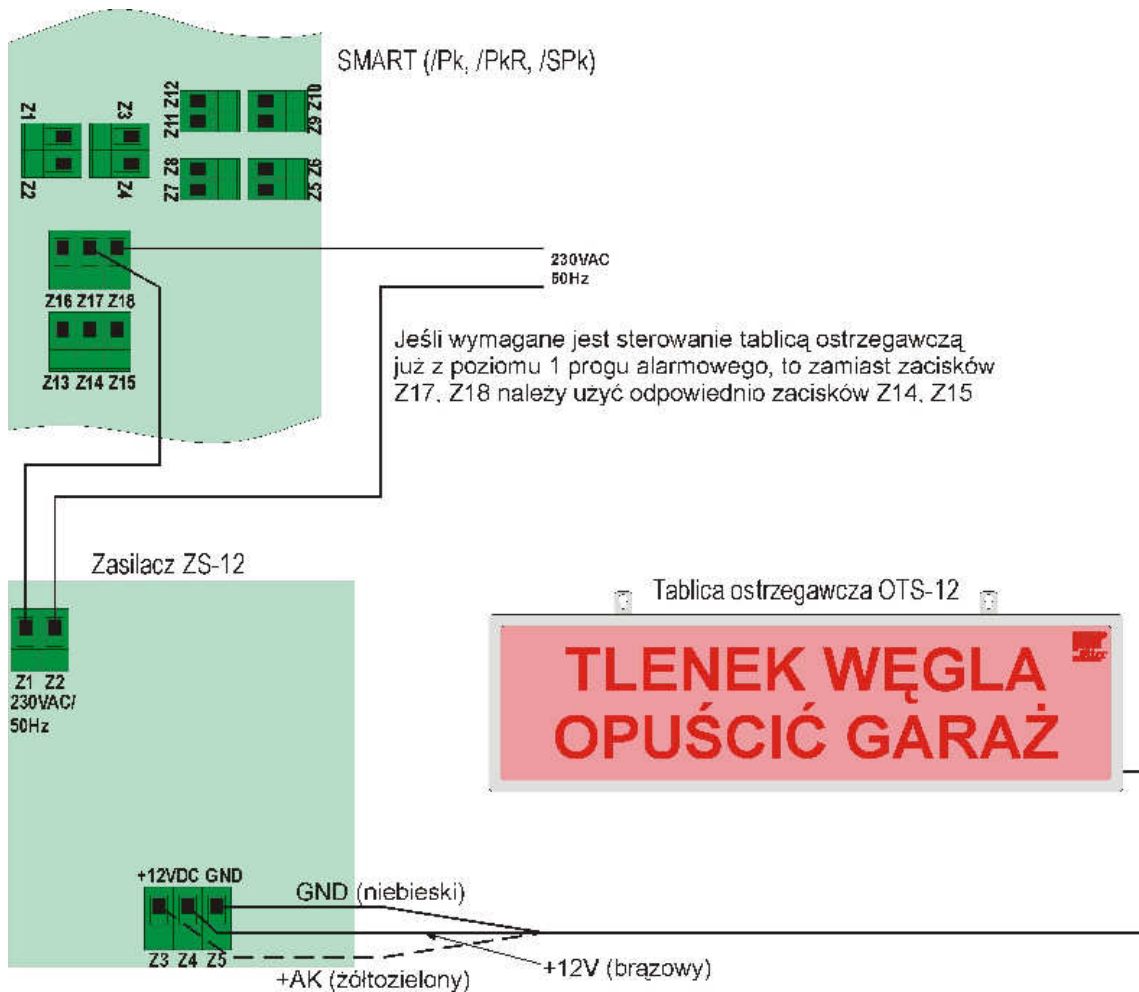 SMART (/Pk, /PkR, /SPk)
Z1
Z3
Z12
Z11
Z10
Z9
Z2
Z4
Z8
Z7
Z6
Z5
230VAC
50Hz
Z16 Z17 Z18
Z13 Z14 Z15
Jeśli wymagane jest sterowanie tablicą ostrzegawczą
już z poziomu 1 progu alarmowego, to zamiast zacisków
Z17, Z18 należy użyć odpowiednio zacisków Z14, Z15
Zasilacz ZS-12
Z1 Z2
230VAC/
50Hz
Tablica ostrzegawcza OTS-12
TLENEK WĘGLA
OPUŚCIĆ GARAŻ
+12VDC GND
GND (niebieski)
Z3 Z4 Z5
+AK (żółtozielony)
+12V (brązowy)